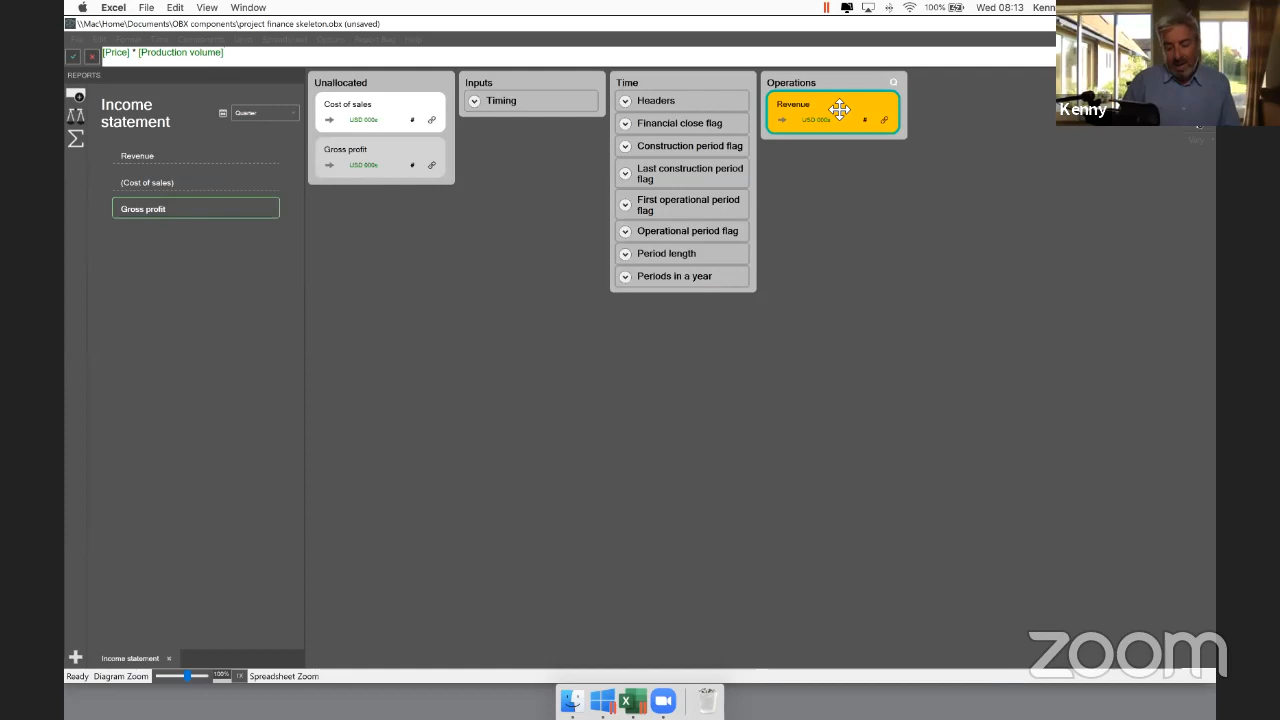 Excel File Edit View Window
100% Wed 08:13 Kenn
\\Mac\Home\Documents\OBX components\project finance skeleton.obx (unsaved)
[Price] * [Production volume]
REPORTS
Income statement
Quarter
Revenue
(Cost of sales)
Gross profit
Unallocated
Cost of sales
USD 000s #
Gross profit
USD 000s #
Inputs
Timing
Time
Headers
Financial close flag
Construction period flag
Last construction period
flag
First operational period
flag
Operational period flag
Period length
Periods in a year
Operations
Revenue
USD 000s #
Kenny
Income statement ×
Ready Diagram Zoom 100% 1X Spreadsheet Zoom
zoom